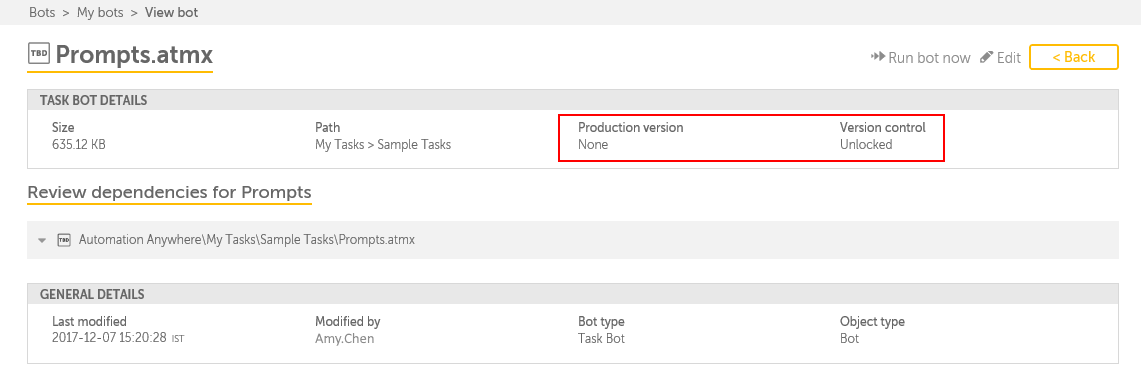 Bots > My bots > View bot
TBD Prompts.atmx
Run bot now Edit < Back
TASK BOT DETAILS
Size Path Production version Version control
635.12 KB My Tasks > Sample Tasks None Unlocked
Review dependencies for Prompts
TBD Automation Anywhere\My Tasks\Sample Tasks\Prompts.atmx
GENERAL DETAILS
Last modified Modified by Bot type Object type
2017-12-07 15:20:28 IST Amy.Chen Task Bot Bot